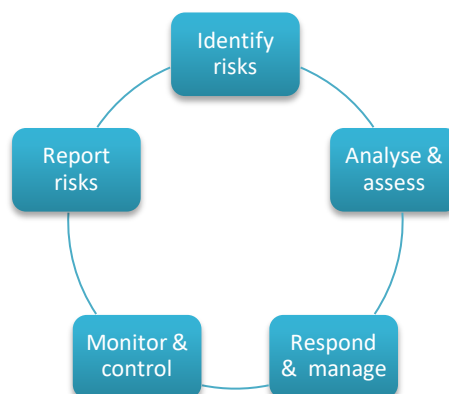 Identify
risks
Analyse &
assess
Respond
& manage
Monitor &
control
Report
risks